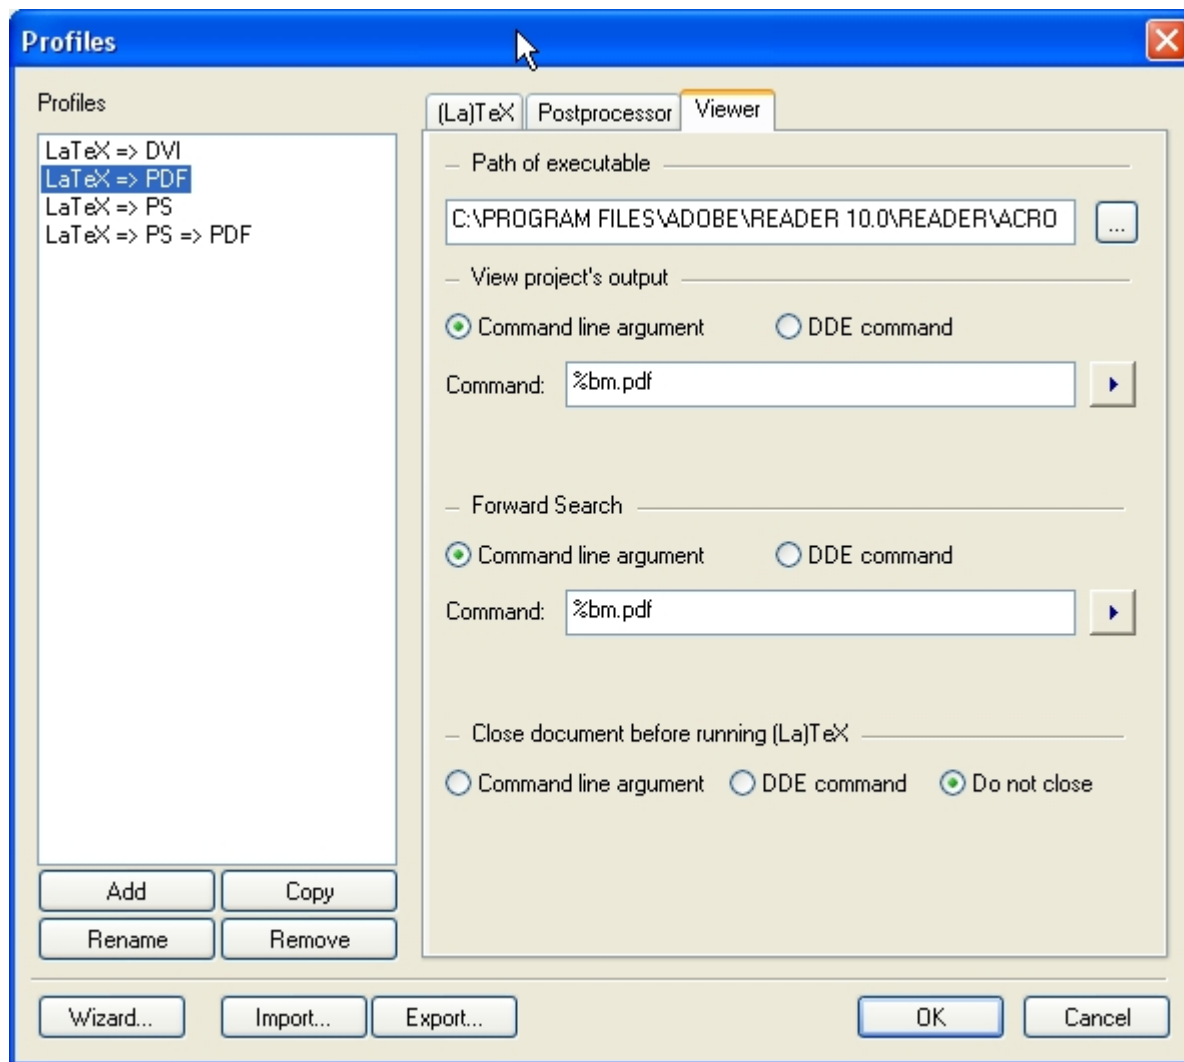 Profiles
Profiles
LaTeX => DVI
LaTeX => PDF
LaTeX => PS
LaTeX => PS => PDF
Add
Copy
Rename
Remove
(La)TeX
Postprocessor
Viewer
Path of executable
C:\PROGRAM FILES\ADOBE\READER 10.0\READER\ACRO
...
View project's output
Command line argument
DDE command
Command:
%bm.pdf
Forward Search
Command line argument
DDE command
Command:
%bm.pdf
Close document before running (La)TeX
Command line argument
DDE command
Do not close
Wizard...
Import...
Export...
OK
Cancel